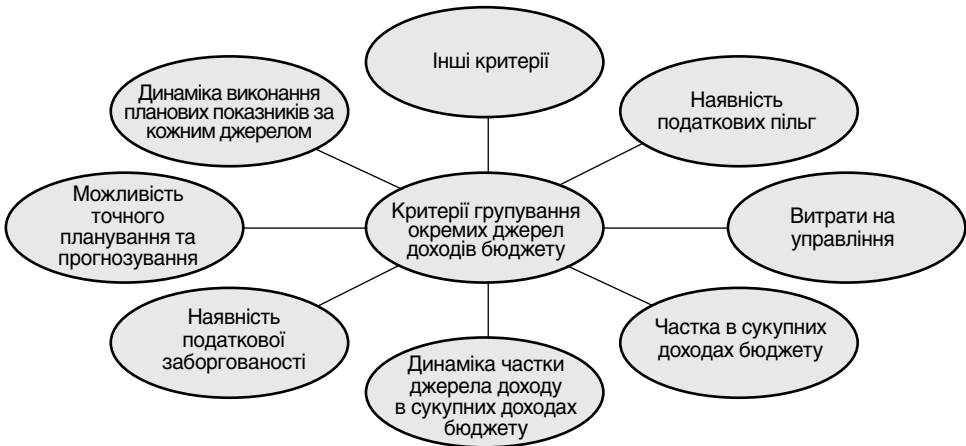 Інші критерії
Динаміка виконання
планових показників за
кожним джерелом
Наявність
податкових пільг
Можливість
точного
планування та
прогнозування
Критерії групування
окремих джерел
доходів бюджету
Витрати на
управління
Наявність
податкової
заборгованості
Динаміка частки
джерела доходу
в сукупних доходах
бюджету
Частка в сукупних
доходах бюджету